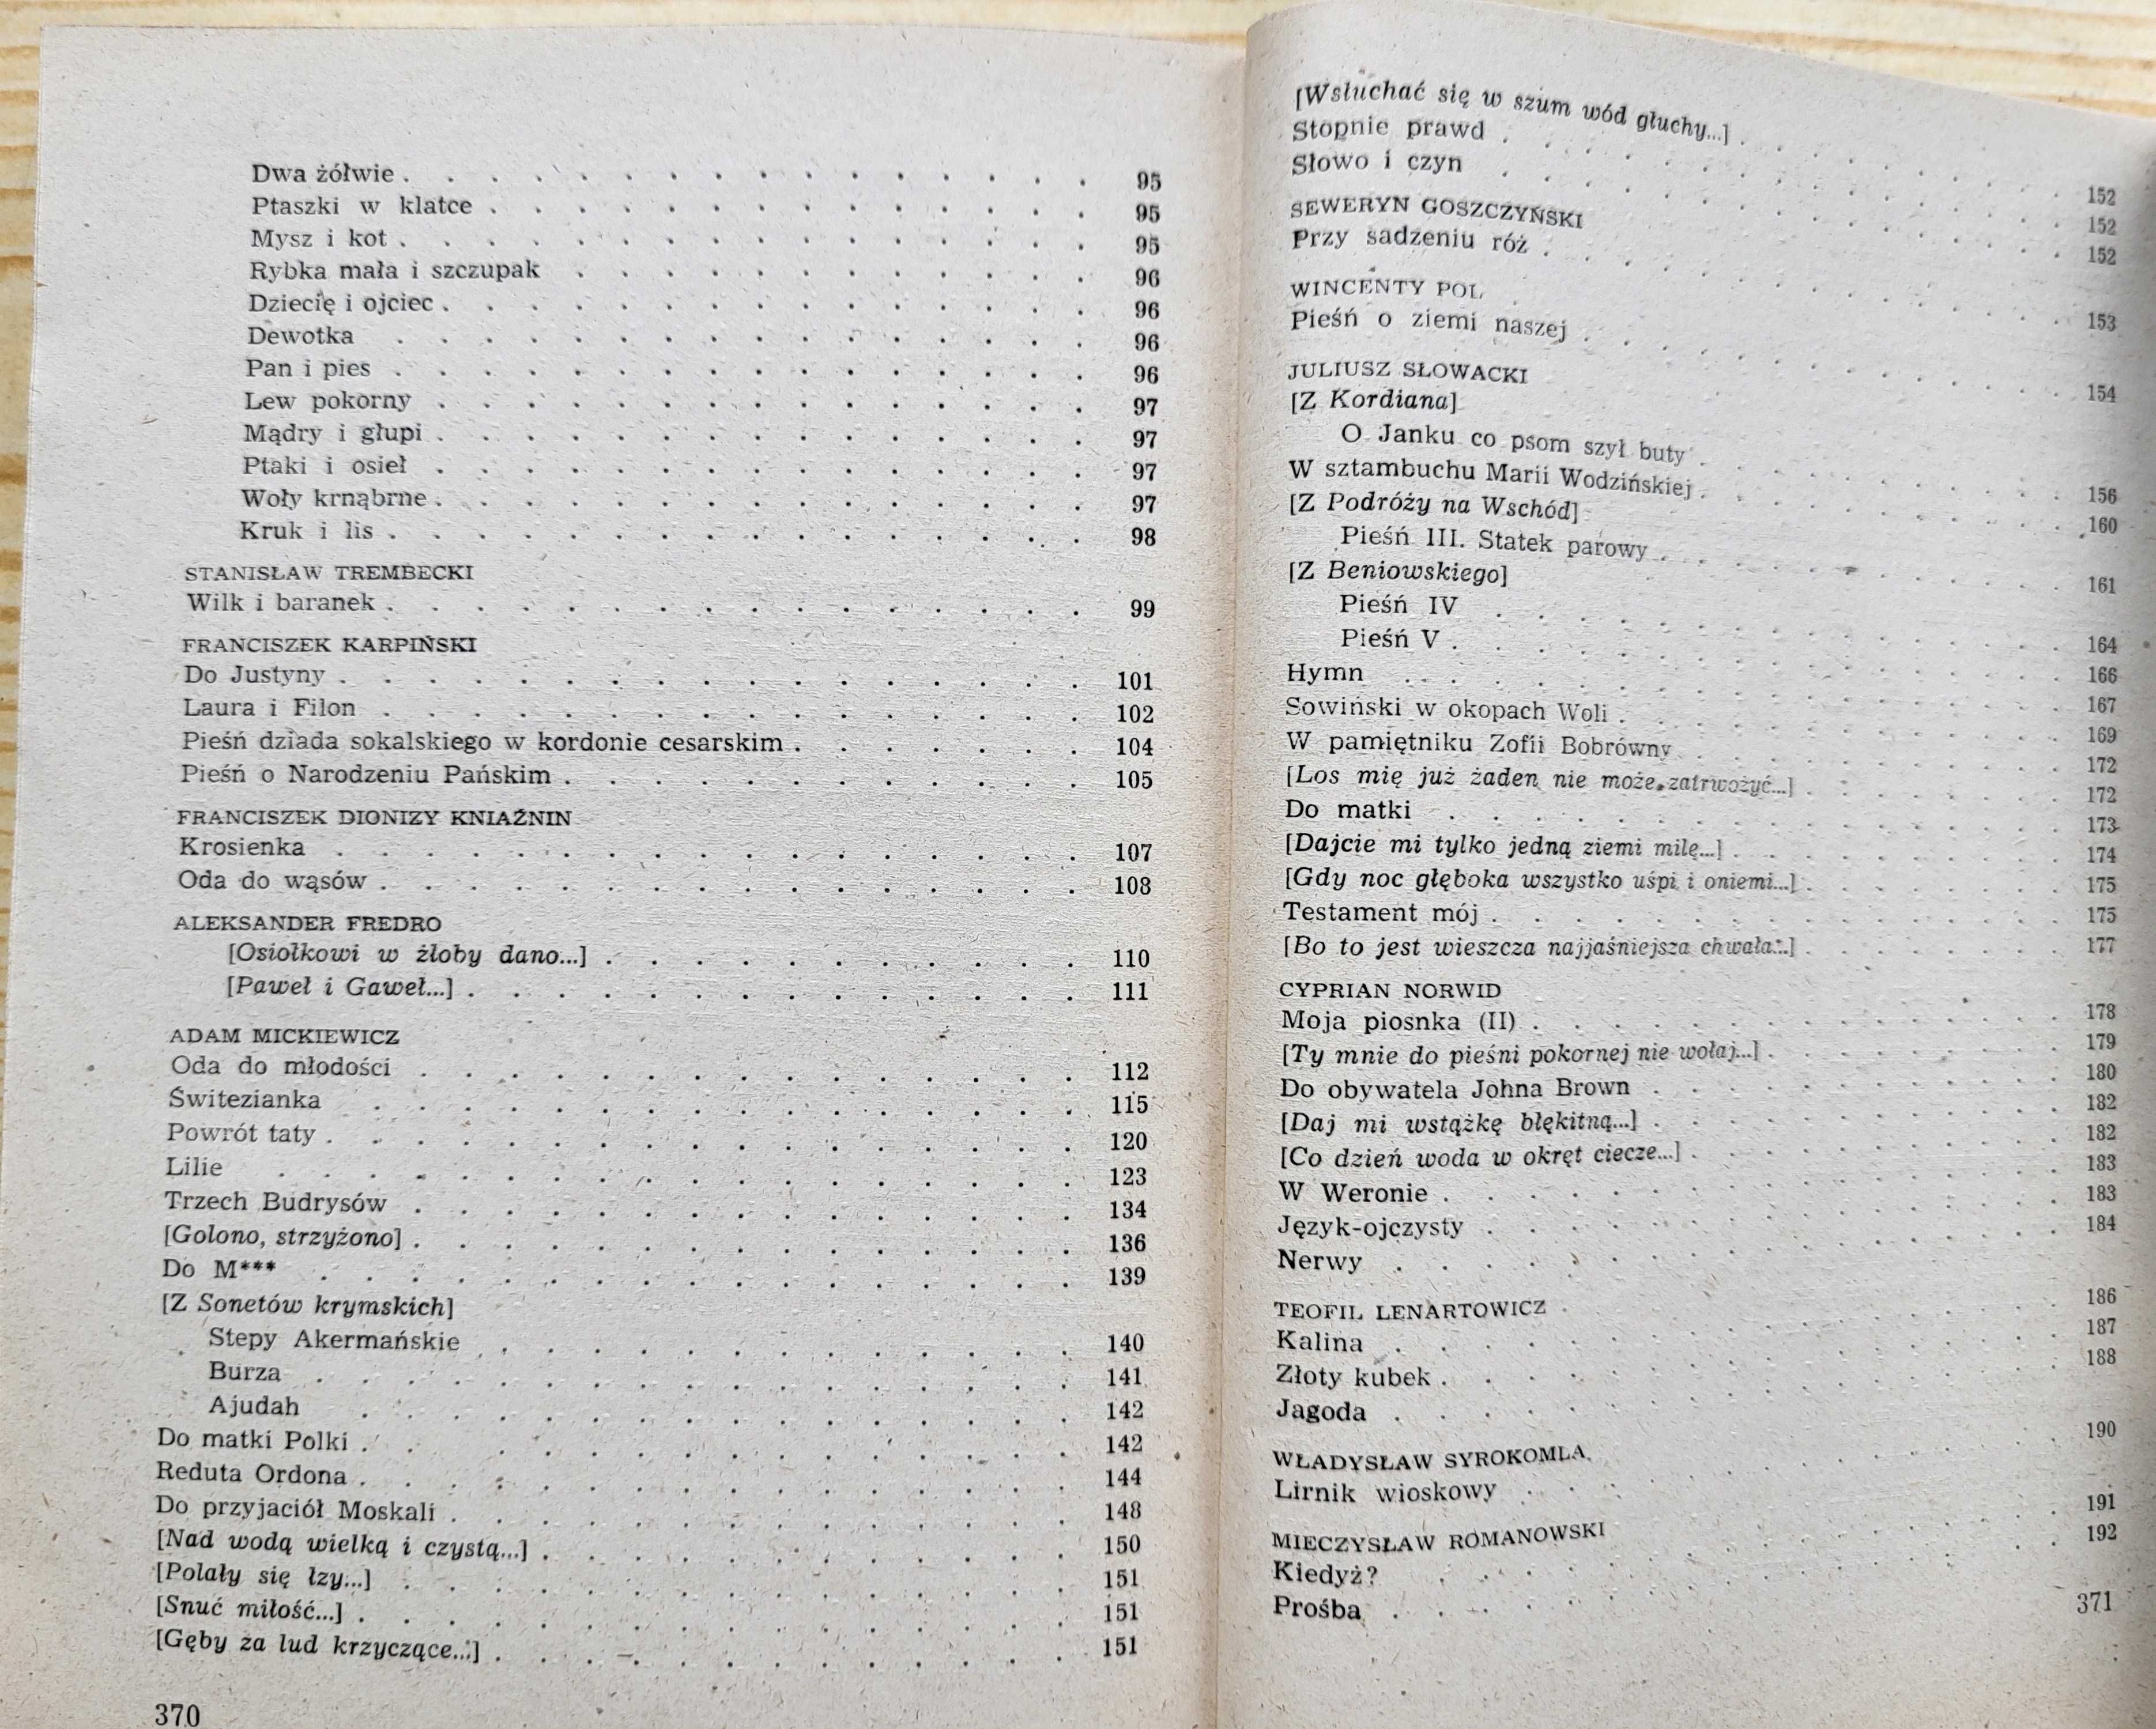 Dwa żółwie . . . . . 95
Ptaszki w klatce . . . . . 95
Mysz i kot . . . . . 95
Rybka mała i szczupak . . . . . 96
Dziecię i ojciec . . . . . 96
Dewotka . . . . . 96
Pan i pies . . . . . 96
Lew pokorny . . . . . 97
Mądry i głupi . . . . . 97
Ptaki i osieł . . . . . 97
Woły krnąbrne . . . . . 97
Kruk i lis . . . . . 98
STANISŁAW TREMBECKI
Wilk i baranek . . . . . 99
FRANCISZEK KARPIŃSKI
Do Justyny . . . . . 101
Laura i Filon . . . . . 102
Pieśń dziada sokalskiego w kordonie cesarskim . . . . . 104
Pieśń o Narodzeniu Pańskim . . . . . 105
FRANCISZEK DIONIZY KNIAŹNIN
Krosienka . . . . . 107
Oda do wąsów . . . . . 108
ALEKSANDER FREDRO
[Osiołkowi w żłoby dano...] . . . . . 110
[Paweł i Gaweł...] . . . . . 111
ADAM MICKIEWICZ
Oda do młodości . . . . . 112
Świtezianka . . . . . 115
Powrót taty . . . . . 120
Lilie . . . . . 123
Trzech Budrysów . . . . . 134
[Golono, strzyżono] . . . . . 136
Do M*** . . . . . 139
[Z Sonetów krymskich]
Stepy Akermańskie . . . . . 140
Burza . . . . . 141
Ajudah . . . . . 142
Do matki Polki . . . . . 142
Reduta Ordona . . . . . 144
Do przyjaciół Moskali . . . . . 148
[Nad wodą wielką i czystą...] . . . . . 150
[Polały się łzy...] . . . . . 151
[Snuć miłość...] . . . . . 151
[Gęby za lud krzyczące...] . . . . . 151
370
[Wsłuchać się w szum wód głuchy...] . . . . . 152
Stopnie prawd . . . . . 152
Słowo i czyn . . . . . 152
SEWERYN GOSZCZYŃSKI
Przy sadzeniu róż . . . . . 153
WINCENTY POL
Pieśń o ziemi naszej . . . . . 154
JULIUSZ SŁOWACKI
[Z Kordiana]
O Janku co psom szył buty . . . . . 156
W sztambuchu Marii Wodzińskiej . . . . . 160
[Z Podróży na Wschód]
Pieśń III. Statek parowy . . . . . 161
[Z Beniowskiego]
Pieśń IV . . . . . 164
Pieśń V . . . . . 166
Hymn . . . . . 167
Sowiński w okopach Woli . . . . . 169
W pamiętniku Zofii Bobrówny . . . . . 172
[Los mię już żaden nie może zatrwożyć...] . . . . . 172
Do matki . . . . . 173
[Dajcie mi tylko jedną ziemi milę...] . . . . . 174
[Gdy noc głęboka wszystko uśpi i oniemi...] . . . . . 175
Testament mój . . . . . 175
[Bo to jest wieszcza najjaśniejsza chwała...] . . . . . 177
CYPRIAN NORWID
Moja piosnka (II) . . . . . 178
[Ty mnie do pieśni pokornej nie wołaj...] . . . . . 179
Do obywatela Johna Brown . . . . . 180
[Daj mi wstążkę błękitną...] . . . . . 182
[Co dzień woda w okręt ciecze...] . . . . . 182
W Weronie . . . . . 183
Język-ojczysty . . . . . 183
Nerwy . . . . . 184
TEOFIL LENARTOWICZ
Kalina . . . . . 186
Złoty kubek . . . . . 187
Jagoda . . . . . 188
WŁADYSŁAW SYROKOMLA
Lirnik wioskowy . . . . . 190
MIECZYSŁAW ROMANOWSKI
Kiedyż? . . . . . 191
Prośba . . . . . 192
371